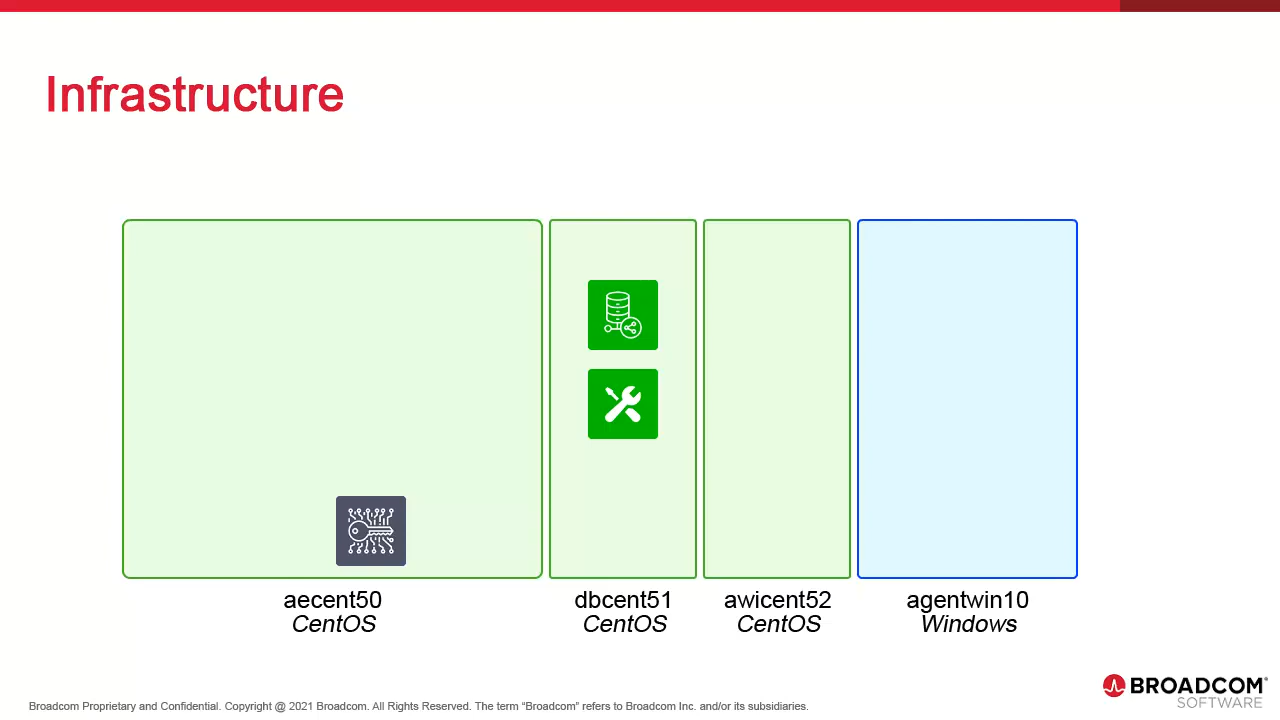 Infrastructure
aecent50
CentOS
dbcent51
CentOS
awicent52
CentOS
agentwin10
Windows
BROADCOM®
SOFTWARE
Broadcom Proprietary and Confidential. Copyright @ 2021 Broadcom. All Rights Reserved. The term “Broadcom” refers to Broadcom Inc. and/or its subsidiaries.